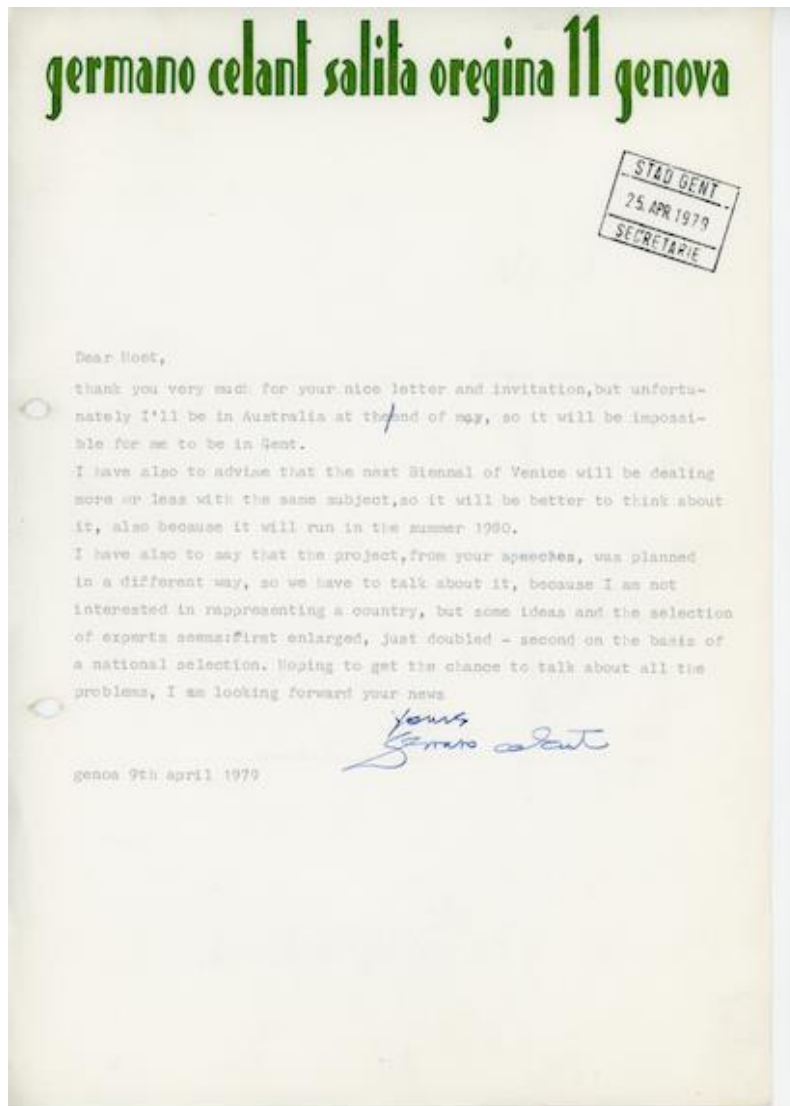 germano celant salita oregina 11 genova
STAD GENT
25. APR. 1979
SECRETARIE
Dear Hoet,
thank you very much for your nice letter and invitation,but unfortu-
nately I'll be in Australia at the/end of may, so it will be impossi-
ble for me to be in Gent.
I have also to advise that the next Biennal of Venice will be dealing
more or less with the same subject,so it will be better to think about
it, also because it will run in the summer 1980.
I have also to say that the project,from your speeches, was planned
in a different way, so we have to talk about it, because I am not
interested in rappresenting a country, but some ideas and the selection
of experts seems:first enlarged, just doubled - second on the basis of
a national selection. Hoping to get the chance to talk about all the
problems, I am looking forward your news
yours
Germano Celant
genoa 9th april 1979